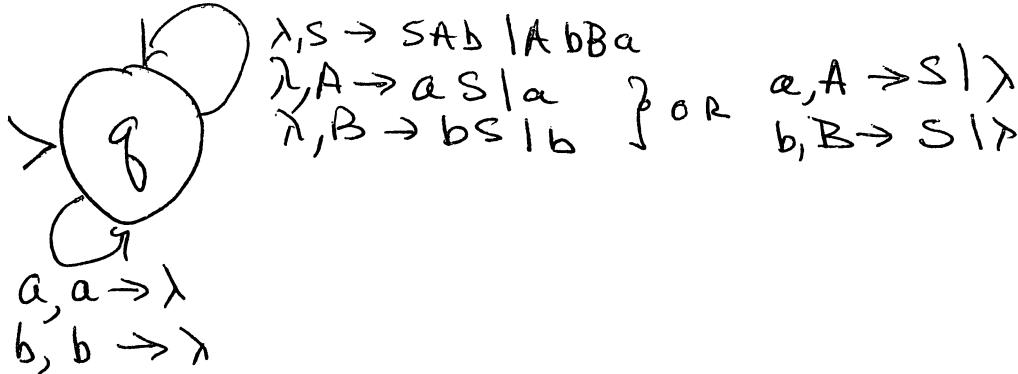 λ,S → SAb | AbBa
λ,A → aS | a
λ,B → bS | b
} OR
a,A → S | λ
b,B → S | λ
q
a,a → λ
b,b → λ